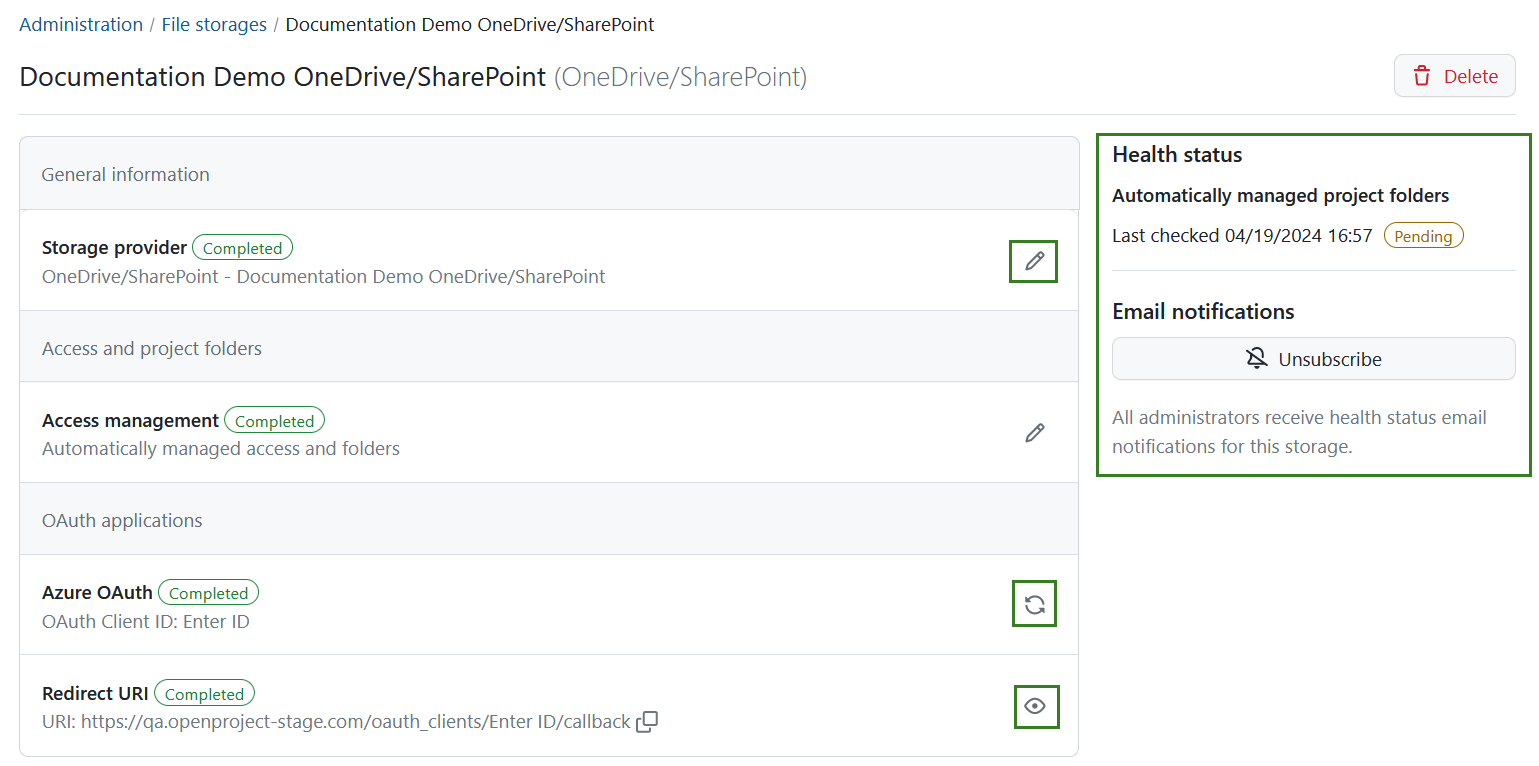 Administration / File storages / Documentation Demo OneDrive/SharePoint
Documentation Demo OneDrive/SharePoint (OneDrive/SharePoint)
Delete
General information
Storage provider Completed
OneDrive/SharePoint - Documentation Demo OneDrive/SharePoint
Access and project folders
Access management Completed
Automatically managed access and folders
OAuth applications
Azure OAuth Completed
OAuth Client ID: Enter ID
Redirect URI Completed
URI: https://qa.openproject-stage.com/oauth_clients/Enter ID/callback
Health status
Automatically managed project folders
Last checked 04/19/2024 16:57 Pending
Email notifications
Unsubscribe
All administrators receive health status email
notifications for this storage.